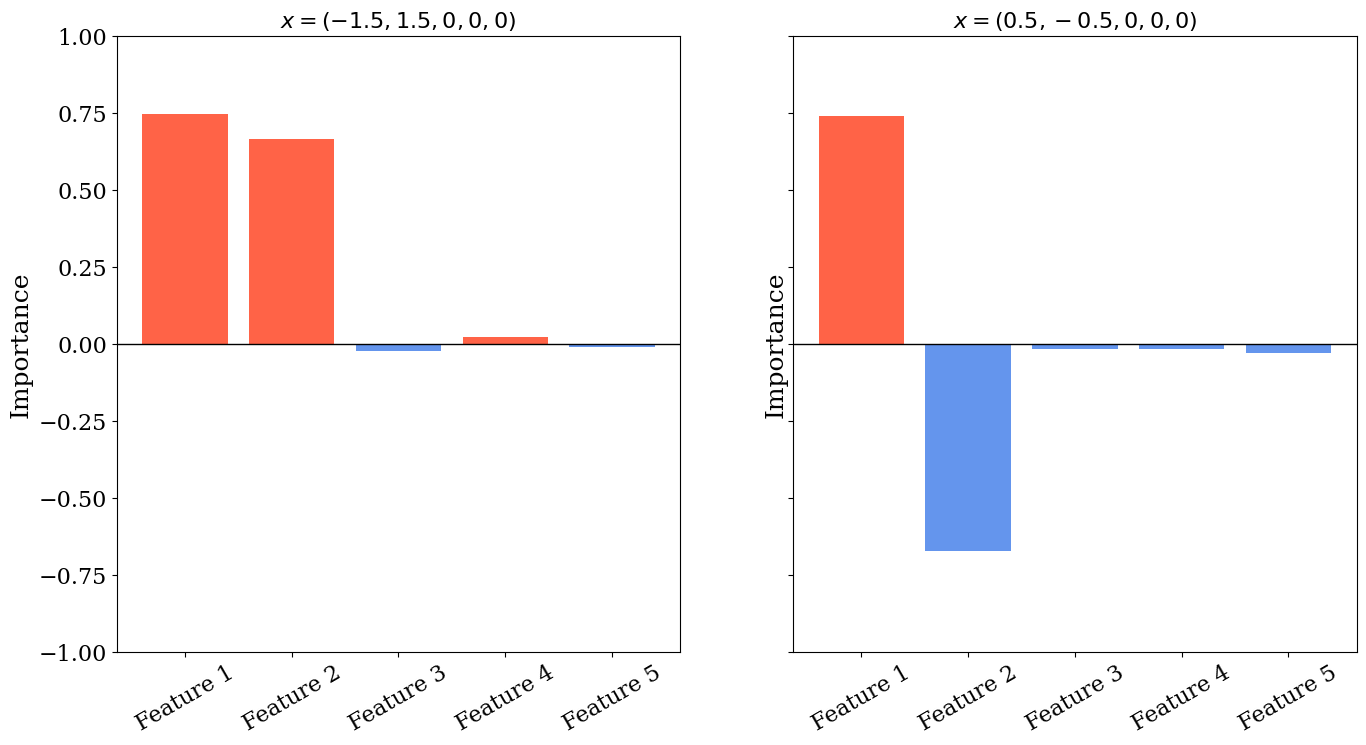 x = (−1.5, 1.5, 0, 0, 0)
1.00
0.75
0.50
0.25
0.00
−0.25
−0.50
−0.75
−1.00
Importance
Feature 1
Feature 2
Feature 3
Feature 4
Feature 5
x = (0.5, −0.5, 0, 0, 0)
Importance
Feature 1
Feature 2
Feature 3
Feature 4
Feature 5